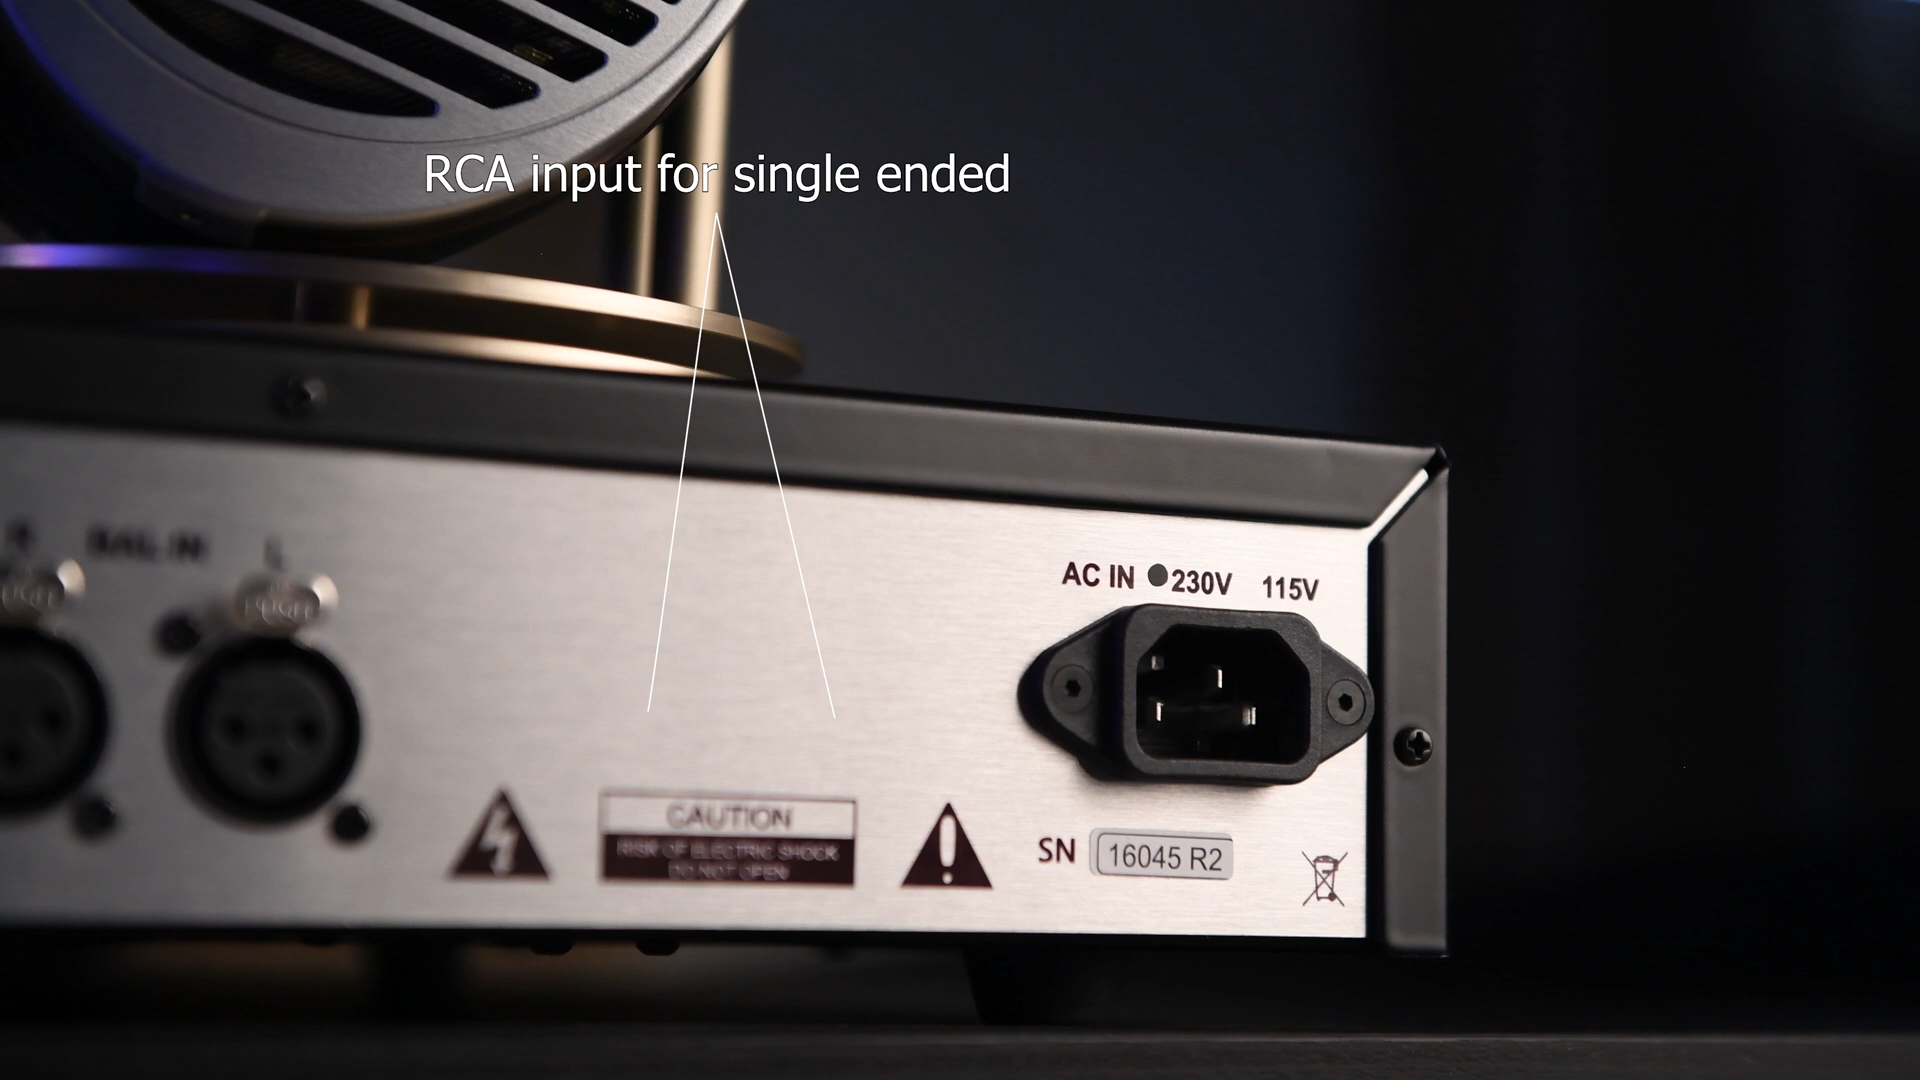 RCA input for single ended
R BAL.IN L
PUSH
AC IN ●230V 115V
CAUTION
RISK OF ELECTRIC SHOCK
DO NOT OPEN
SN 16045 R2